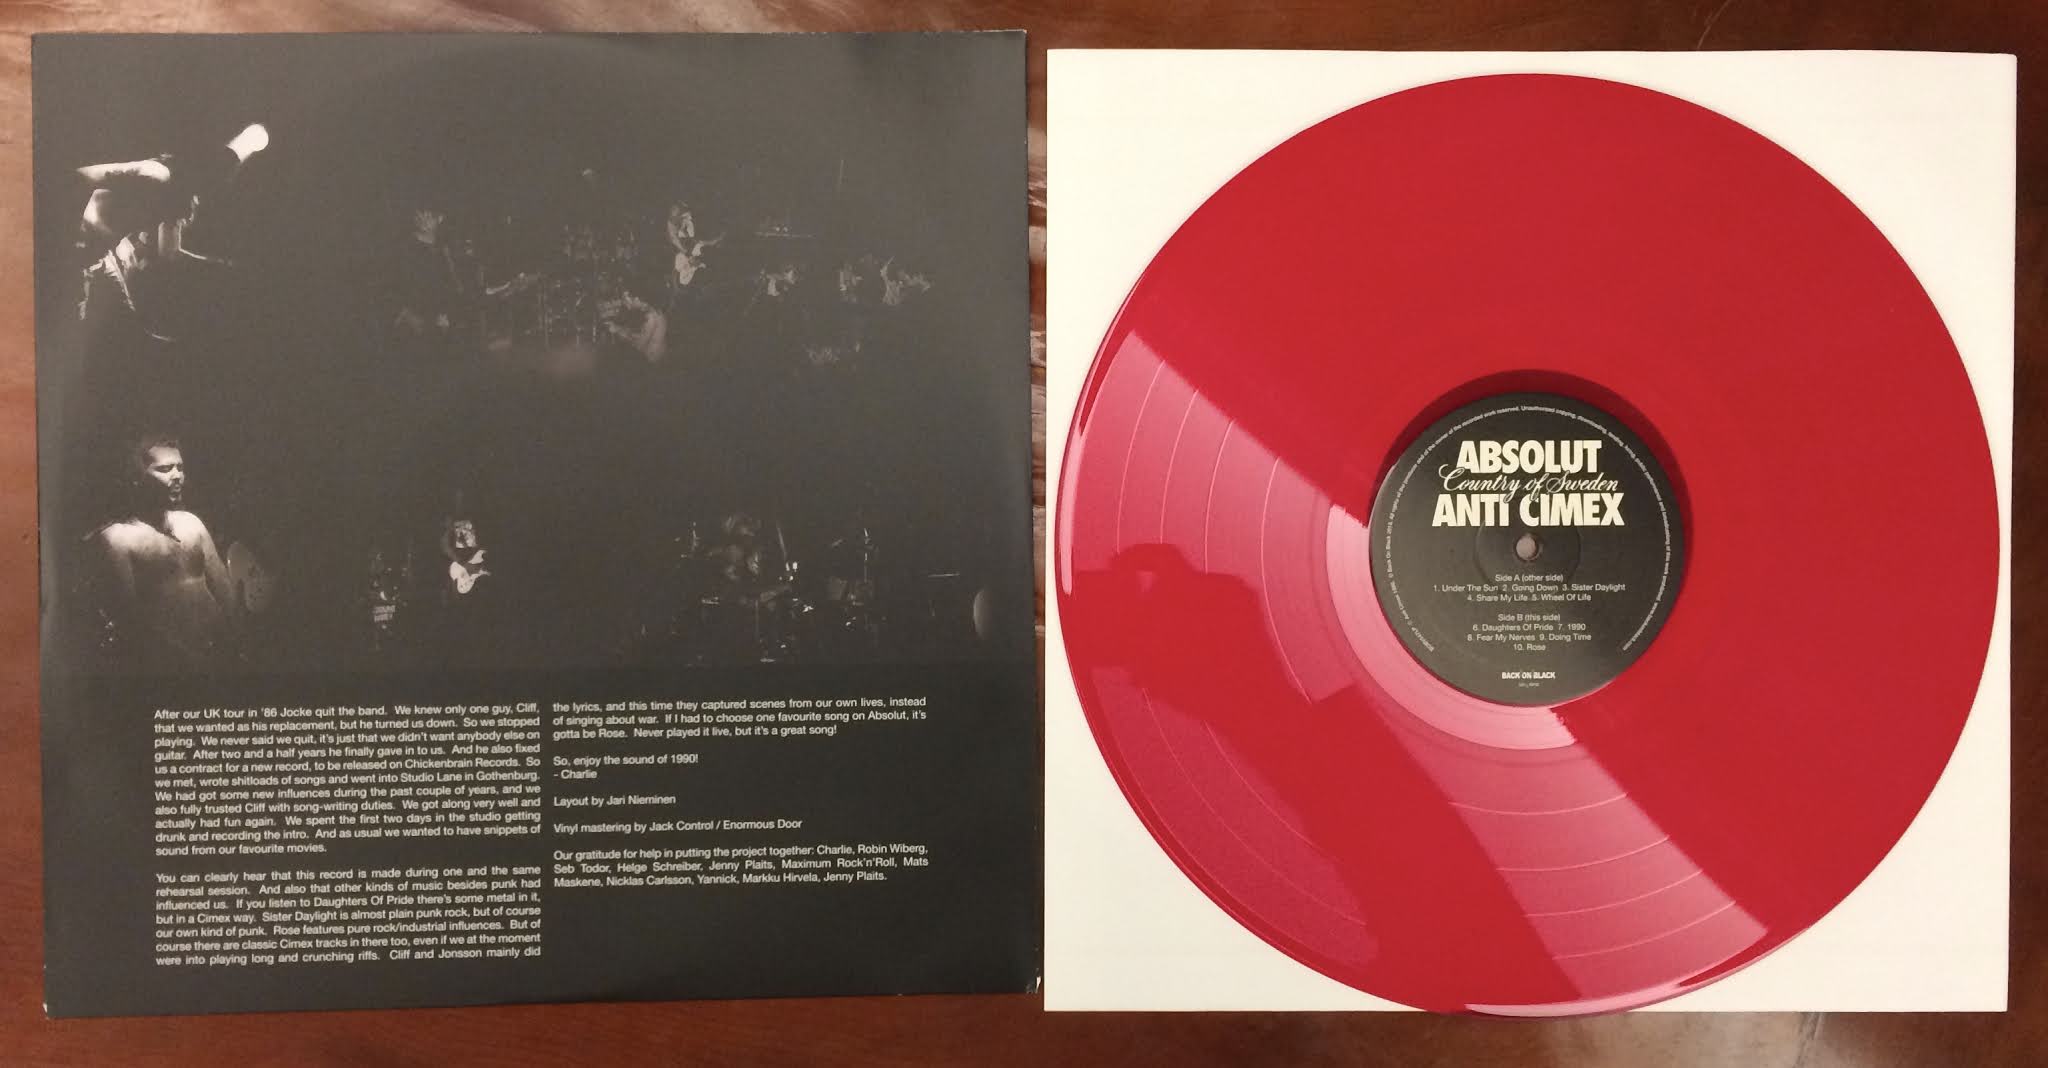 After our UK tour in '86 Jocke quit the band. We knew only one guy, Cliff,
that we wanted as his replacement, but he turned us down. So we stopped
playing. We never said we quit, it's just that we didn't want anybody else on
guitar. After two and a half years he finally gave in to us. And he also fixed
us a contract for a new record, to be released on Chickenbrain Records. So
we met, wrote shitloads of songs and went into Studio Lane in Gothenburg.
We had got some new influences during the past couple of years, and we
also fully trusted Cliff with song-writing duties. We got along very well and
actually had fun again. We spent the first two days in the studio getting
drunk and recording the intro. And as usual we wanted to have snippets of
sound from our favourite movies.
You can clearly hear that this record is made during one and the same
rehearsal session. And also that other kinds of music besides punk had
influenced us. If you listen to Daughters Of Pride there's some metal in it,
but in a Cimex way. Sister Daylight is almost plain punk rock, but of course
our own kind of punk. Rose features pure rock/industrial influences. But of
course there are classic Cimex tracks in there too, even if we at the moment
were into playing long and crunching riffs. Cliff and Jonsson mainly did
the lyrics, and this time they captured scenes from our own lives, instead
of singing about war. If I had to choose one favourite song on Absolut, it's
gotta be Rose. Never played it live, but it's a great song!
So, enjoy the sound of 1990!
- Charlie
Layout by Jari Nieminen
Vinyl mastering by Jack Control / Enormous Door
Our gratitude for help in putting the project together: Charlie, Robin Wiberg,
Seb Todor, Helge Schreiber, Jenny Plaits, Maximum Rock'n'Roll, Mats
Maskene, Nicklas Carlsson, Yannick, Markku Hirvela, Jenny Plaits.
ABSOLUT
Country of Sweden
ANTI CIMEX
Side A (other side)
1. Under The Sun 2. Going Down 3. Sister Daylight
4. Share My Life 5. Wheel Of Life
Side B (this side)
6. Daughters Of Pride 7. 1990
8. Fear My Nerves 9. Doing Time
10. Rose
BACK ON BLACK